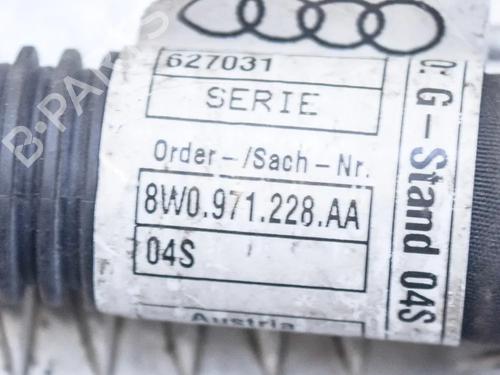 627031
SERIE
Order-/Sach-Nr.
8W0.971.228.AA
04S
Austria
G-Stand 04S
B-PARTS